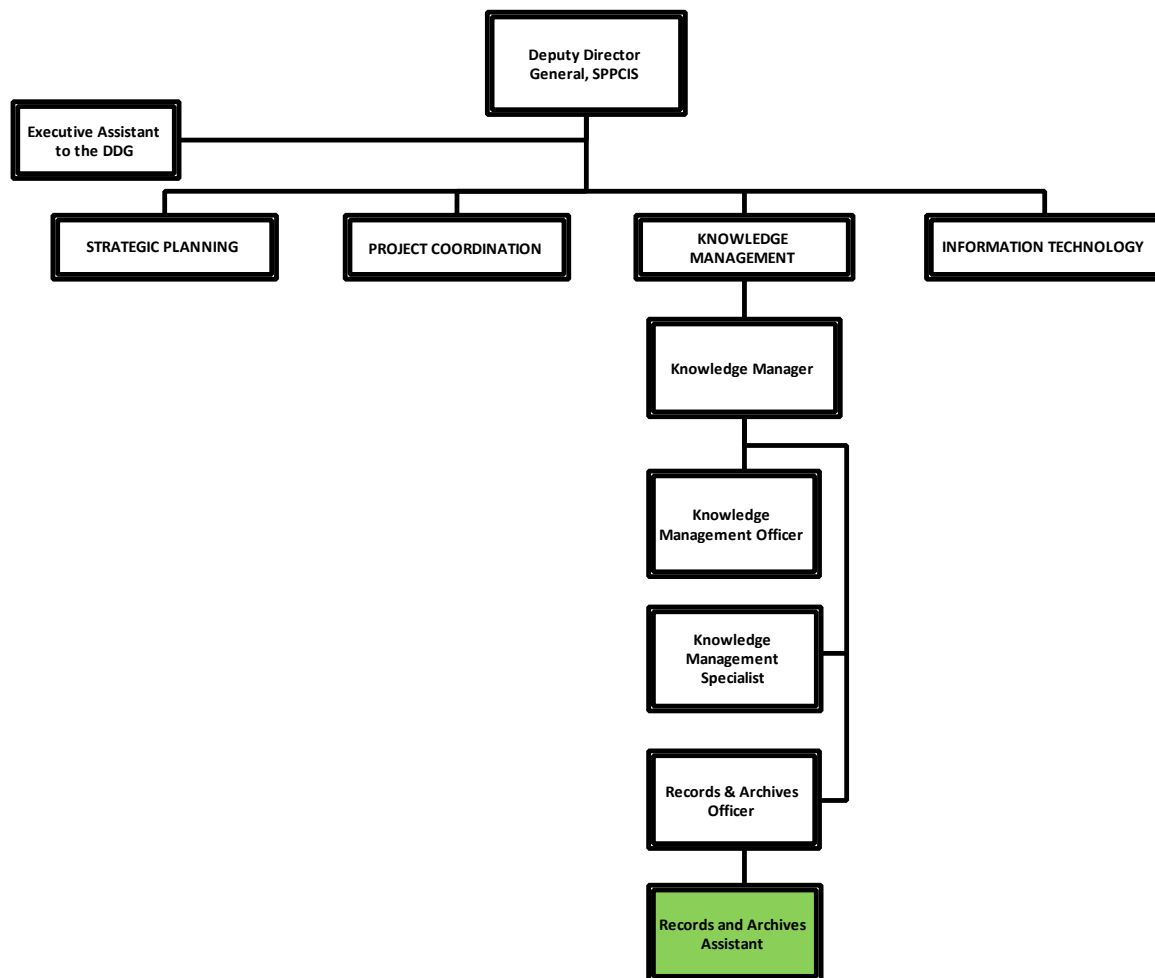 Deputy Director
General, SPPCIS
Executive Assistant
to the DDG
STRATEGIC PLANNING
PROJECT COORDINATION
KNOWLEDGE
MANAGEMENT
INFORMATION TECHNOLOGY
Knowledge Manager
Knowledge
Management Officer
Knowledge
Management
Specialist
Records & Archives
Officer
Records and Archives
Assistant